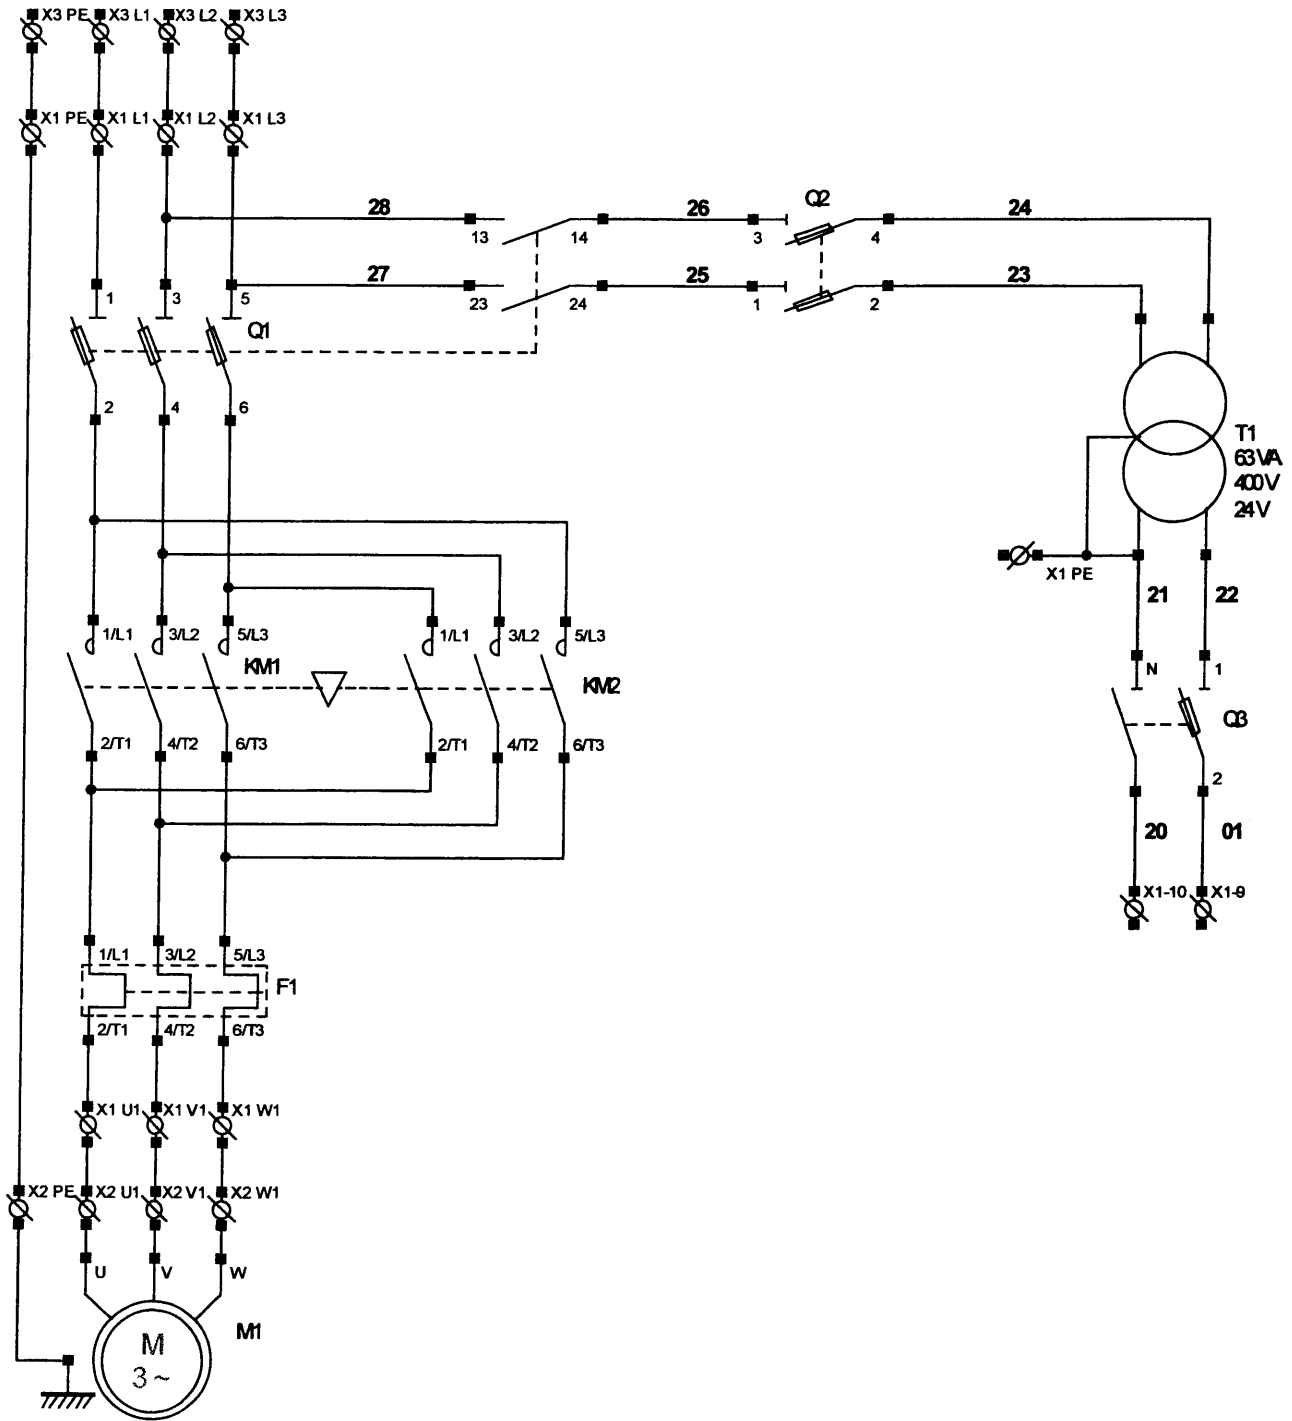 X3 PE X3 L1 X3 L2 X3 L3
X1 PE X1 L1 X1 L2 X1 L3
28 26 Q2 24
13 14 3 4
27 25 23
1 3 5 23 24 1 2
Q1
2 4 6
T1
63VA
400V
24V
X1 PE
21 22
1/L1 3/L2 5/L3 1/L1 3/L2 5/L3
KM1 KM2
N 1
Q3
2/T1 4/T2 6/T3 2/T1 4/T2 6/T3
2
20 01
X1-10 X1-9
1/L1 3/L2 5/L3
F1
2/T1 4/T2 6/T3
X1 U1 X1 V1 X1 W1
X2 PE X2 U1 X2 V1 X2 W1
U V W
M1
M
3~